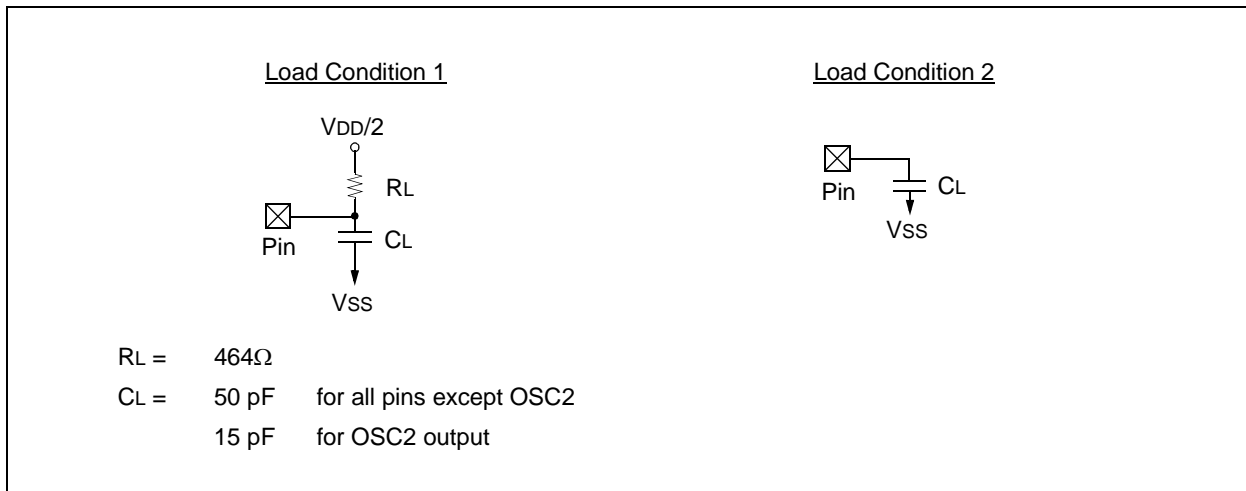 Load Condition 1
VDD/2
RL
Pin
CL
VSS
Load Condition 2
Pin
CL
VSS
RL = 464Ω
CL = 50 pF for all pins except OSC2
15 pF for OSC2 output